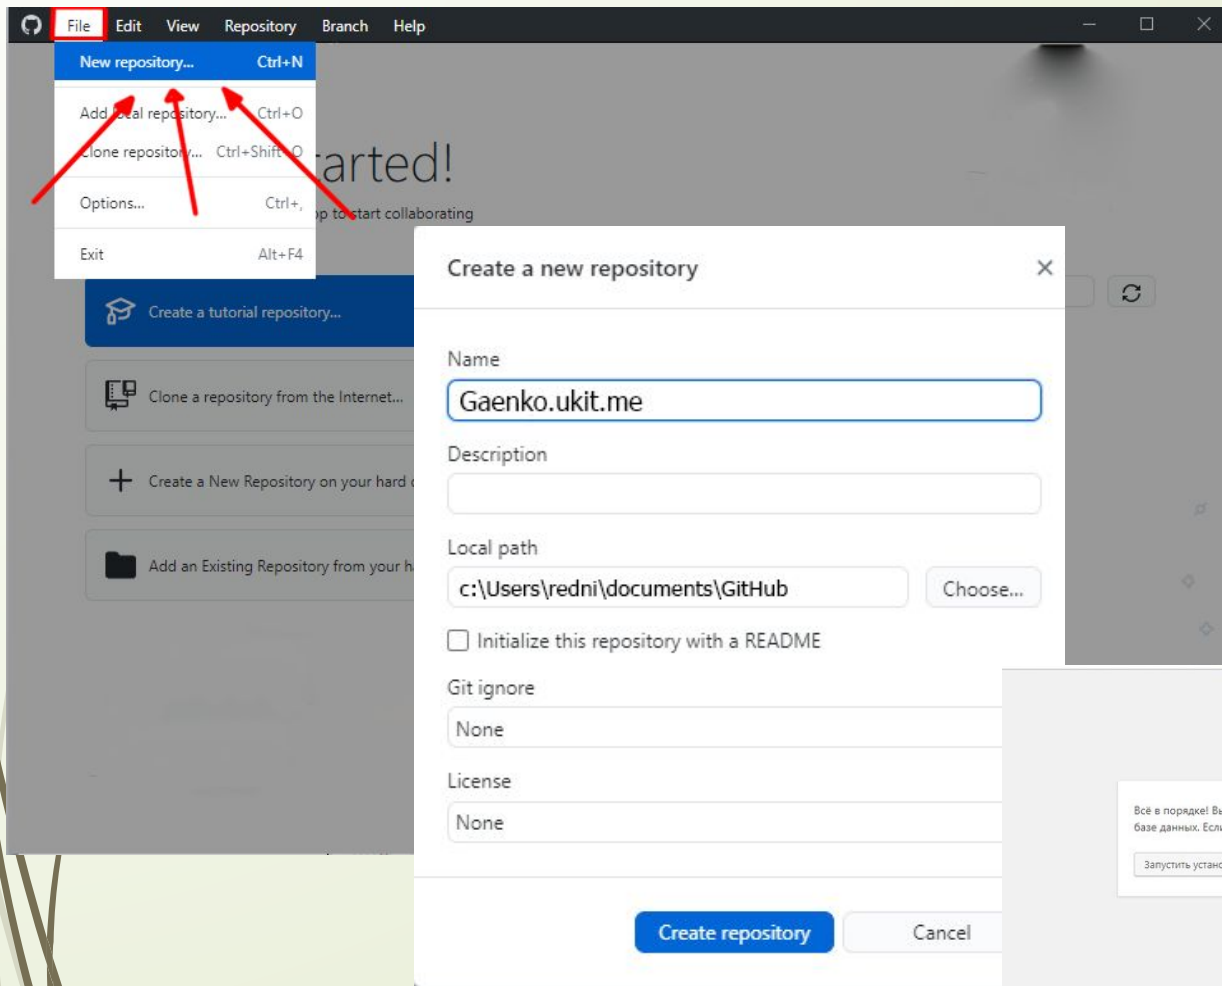 File Edit View Repository Branch Help
New repository... Ctrl+N
Add local repository... Ctrl+O
Clone repository... Ctrl+Shift+O
Options... Ctrl+,
Exit Alt+F4
arted!
op to start collaborating
Create a tutorial repository...
Clone a repository from the Internet...
Create a New Repository on your hard
Add an Existing Repository from your
Create a new repository
Name
Gaenko.ukit.me
Description
Local path
c:\Users\redni\documents\GitHub
Choose...
Initialize this repository with a README
Git ignore
None
License
None
Create repository Cancel
Всё в порядке! Вы
базе данных. Если
Запустить устано